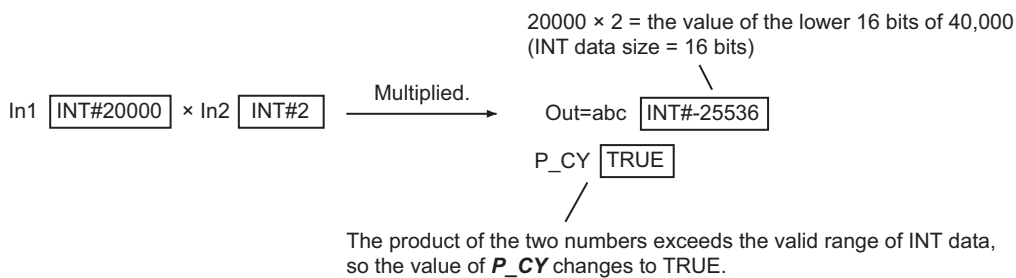 20000 × 2 = the value of the lower 16 bits of 40,000
(INT data size = 16 bits)
In1 INT#20000 × In2 INT#2 Multiplied. Out=abc INT#-25536
P_CY TRUE
The product of the two numbers exceeds the valid range of INT data,
so the value of P_CY changes to TRUE.